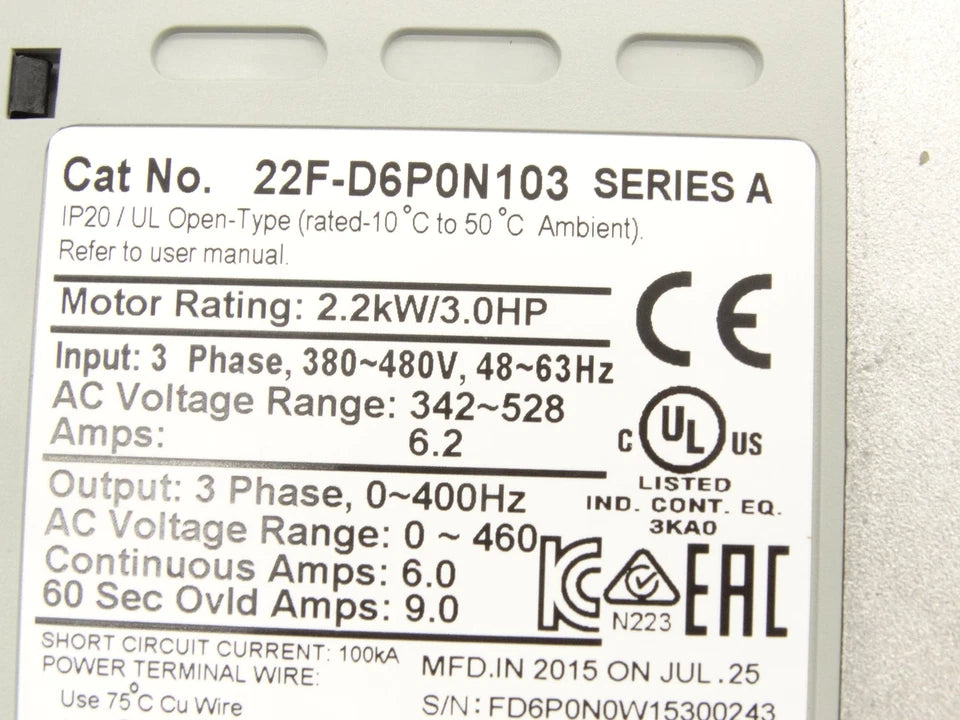 Cat No. 22F-D6P0N103 SERIES A
IP20 / UL Open-Type (rated-10 °C to 50 °C Ambient).
Refer to user manual.
Motor Rating: 2.2kW/3.0HP
Input: 3 Phase, 380~480V, 48~63Hz
AC Voltage Range: 342~528
Amps: 6.2
CE
C UL US
LISTED
IND. CONT. EQ.
3KA0
Output: 3 Phase, 0~400Hz
AC Voltage Range: 0 ~ 460
Continuous Amps: 6.0
60 Sec Ovld Amps: 9.0
KC
N223
EAC
SHORT CIRCUIT CURRENT: 100kA
POWER TERMINAL WIRE:
Use 75°C Cu Wire
MFD.IN 2015 ON JUL.25
S/N: FD6P0N0W15300243